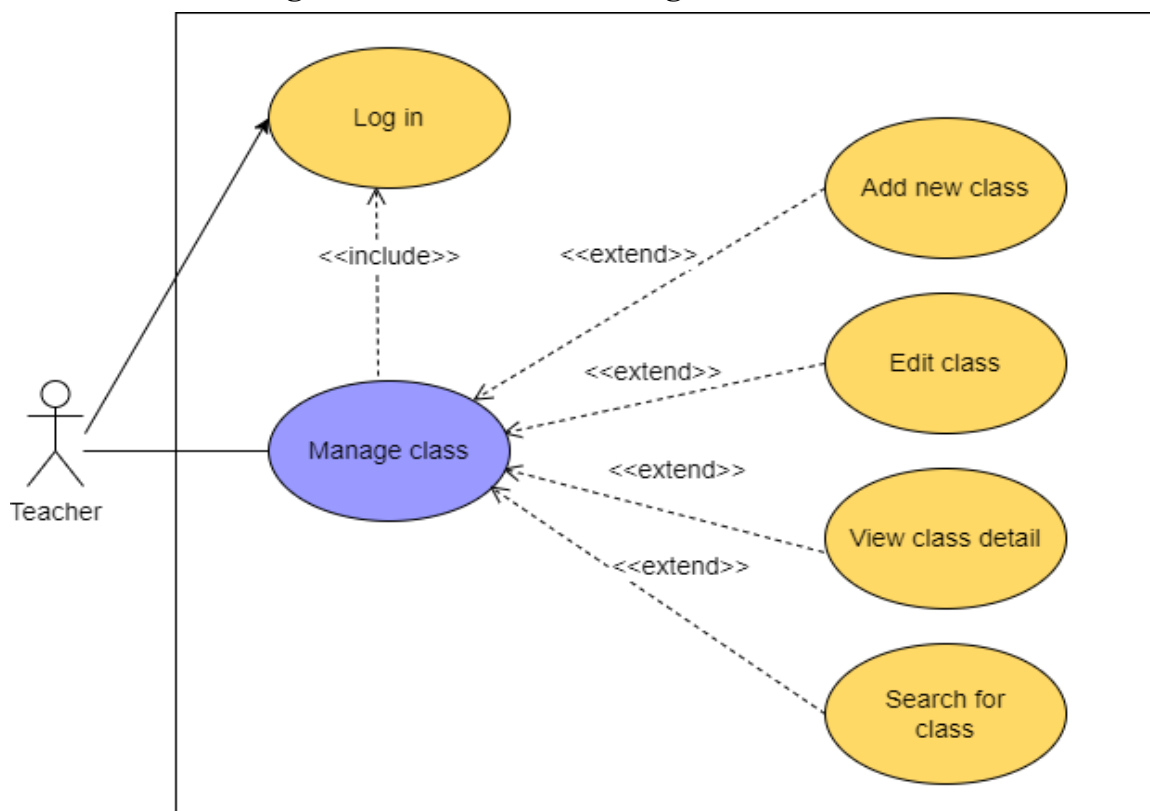 Log in
Add new class
<<include>>
<<extend>>
Edit class
<<extend>>
Manage class
<<extend>>
Teacher
View class detail
<<extend>>
Search for
class